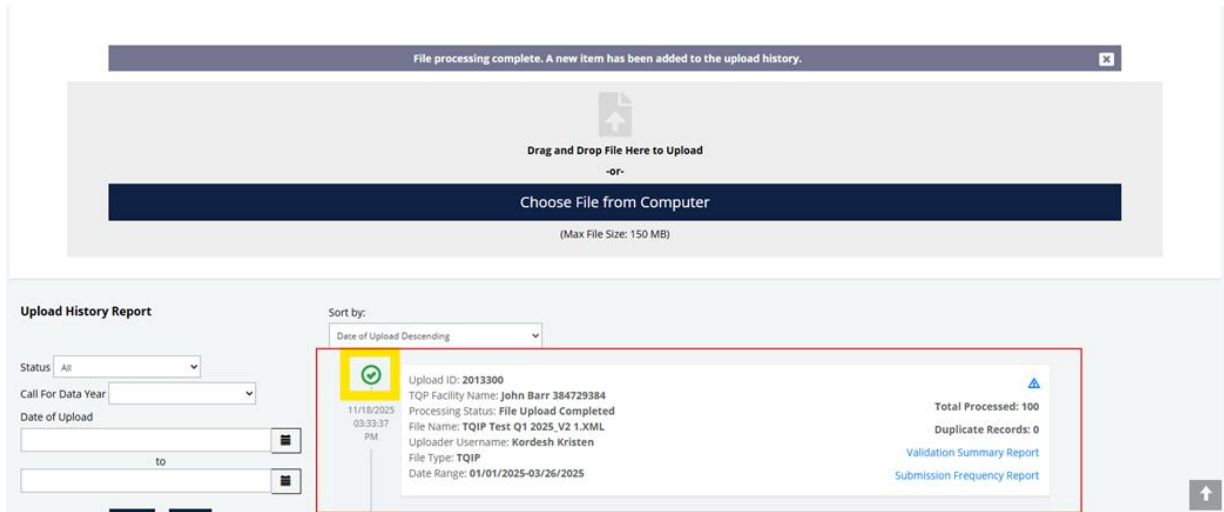 File processing complete. A new item has been added to the upload history.
Drag and Drop File Here to Upload
-or-
Choose File from Computer
(Max File Size: 150 MB)
Upload History Report
Sort by:
Date of Upload Descending
Status All
Call For Data Year
Date of Upload
to
11/18/2025
03:33:37
PM
Upload ID: 2013300
TQP Facility Name: John Barr 384729384
Processing Status: File Upload Completed
File Name: TQIP Test Q1 2025_V2 1.XML
Uploader Username: Kordesh Kristen
File Type: TQIP
Date Range: 01/01/2025-03/26/2025
Total Processed: 100
Duplicate Records: 0
Validation Summary Report
Submission Frequency Report